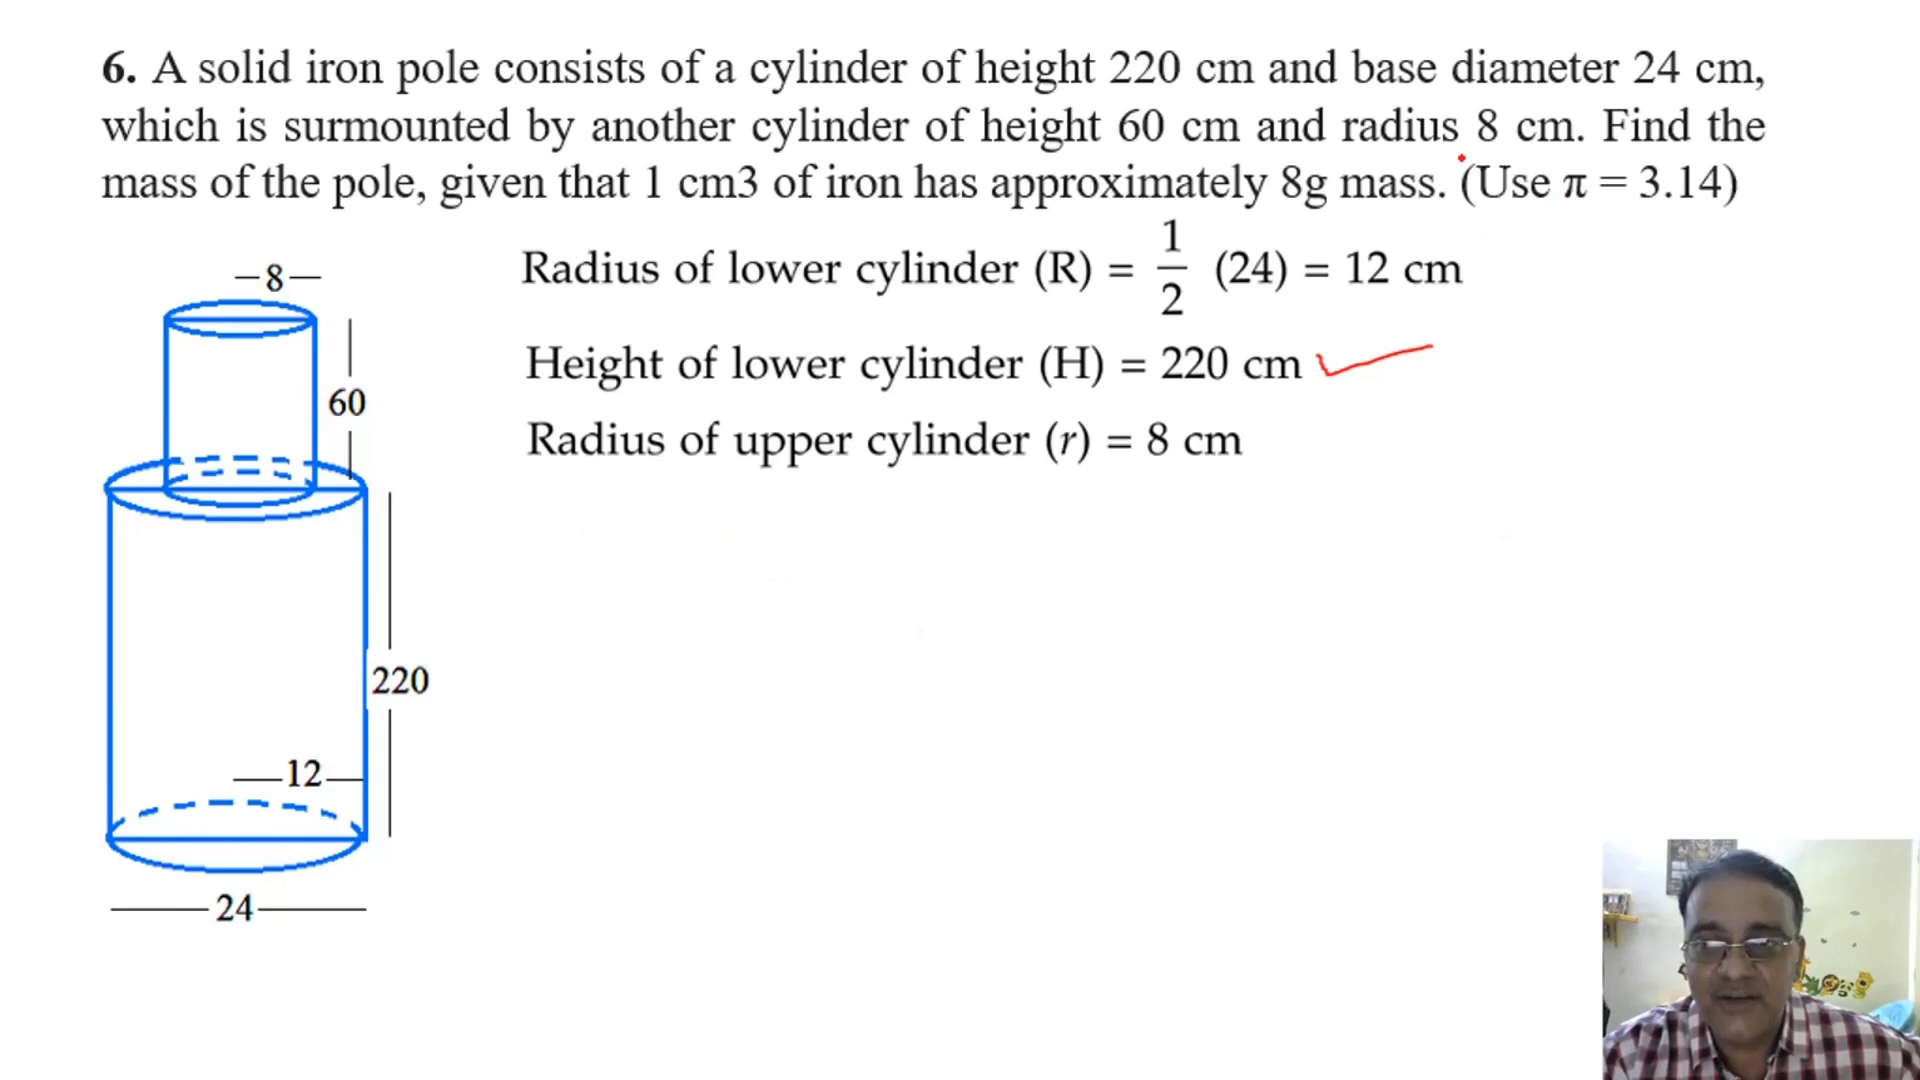 6. A solid iron pole consists of a cylinder of height 220 cm and base diameter 24 cm,
which is surmounted by another cylinder of height 60 cm and radius 8 cm. Find the
mass of the pole, given that 1 cm3 of iron has approximately 8g mass. (Use π = 3.14)
Radius of lower cylinder (R) = 1/2 (24) = 12 cm
Height of lower cylinder (H) = 220 cm
Radius of upper cylinder (r) = 8 cm
8
60
220
12
24